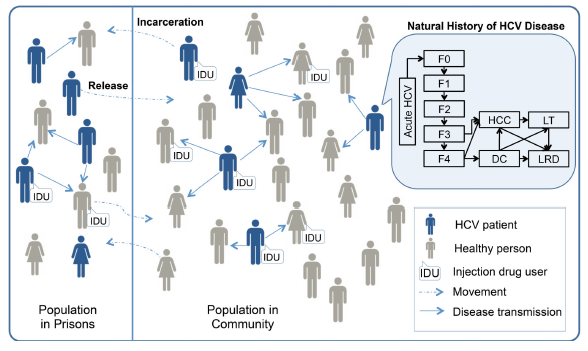 Incarceration
Natural History of HCV Disease
IDU
IDU
Release
Acute HCV
F0
F1
F2
F3
F4
HCC
LT
DC
LRD
IDU
IDU
IDU
IDU
IDU
IDU
Population
in Prisons
Population in
Community
HCV patient
Healthy person
IDU
Injection drug user
Movement
Disease transmission